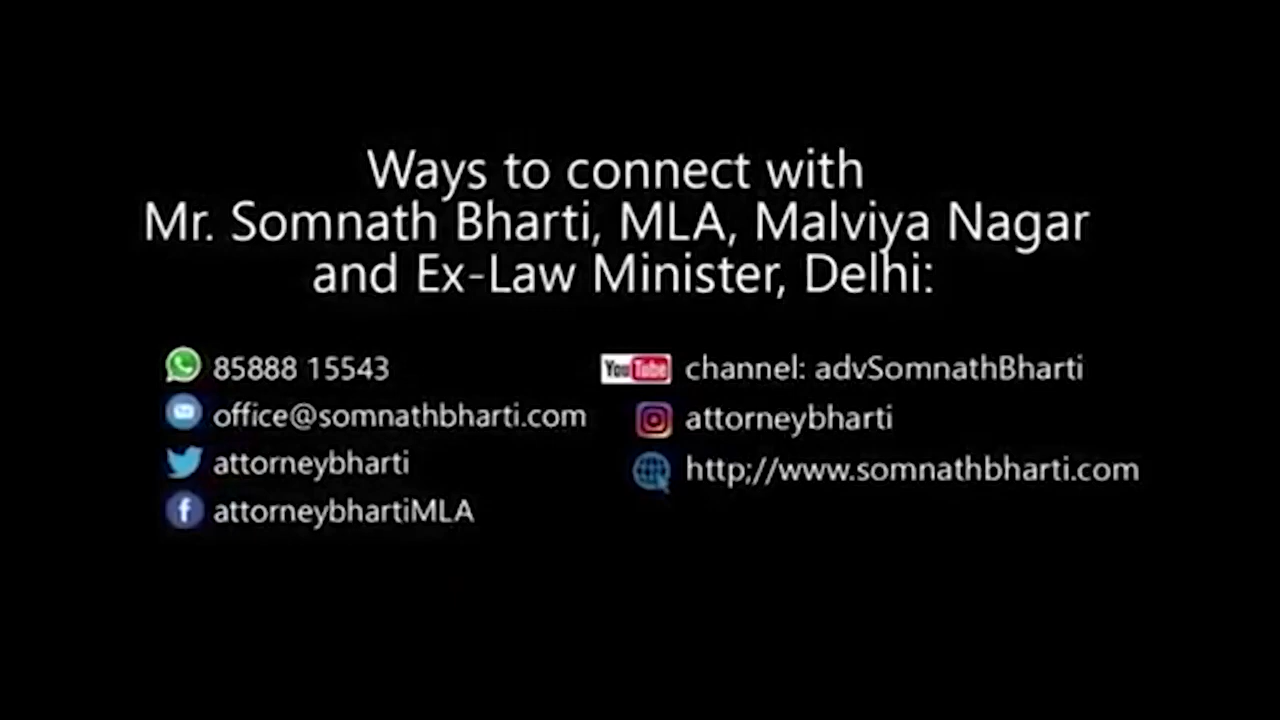 Ways to connect with
Mr. Somnath Bharti, MLA, Malviya Nagar
and Ex-Law Minister, Delhi:
85888 15543
office@somnathbharti.com
attorneybharti
attorneybhartiMLA
YouTube channel: advSomnathBharti
attorneybharti
http;//www.somnathbharti.com